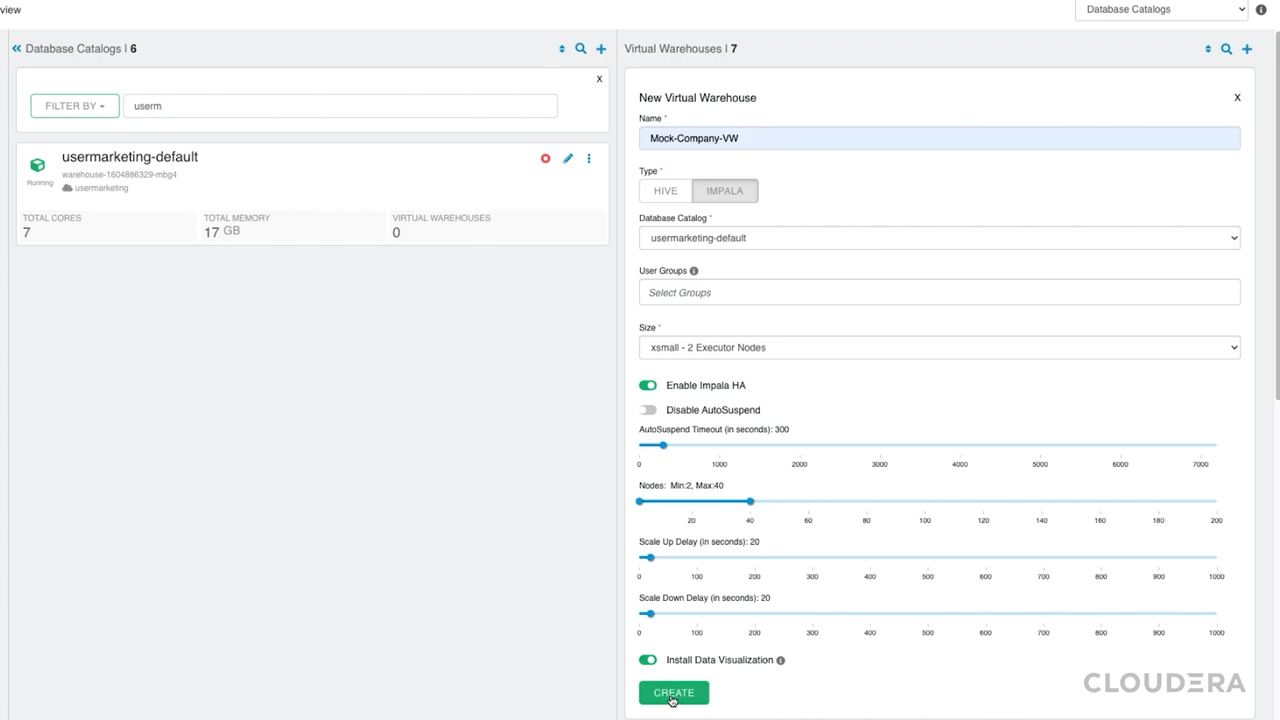 view
Database Catalogs
Database Catalogs | 6
x
FILTER BY
userm
usermarketing-default
warehouse-1604886329-mbg4
Running
usermarketing
TOTAL CORES
7
TOTAL MEMORY
17 GB
VIRTUAL WAREHOUSES
0
Virtual Warehouses | 7
New Virtual Warehouse
X
Name *
Mock-Company-VW
Type *
HIVE IMPALA
Database Catalog *
usermarketing-default
User Groups
Select Groups
Size *
xsmall - 2 Executor Nodes
Enable Impala HA
Disable AutoSuspend
AutoSuspend Timeout (in seconds): 300
0 1000 2000 3000 4000 5000 6000 7000
Nodes: Min:2, Max:40
20 40 60 80 100 120 140 160 180 200
Scale Up Delay (in seconds): 20
0 100 200 300 400 500 600 700 800 900 1000
Scale Down Delay (in seconds): 20
0 100 200 300 400 500 600 700 800 900 1000
Install Data Visualization
CREATE
CLOUDERA